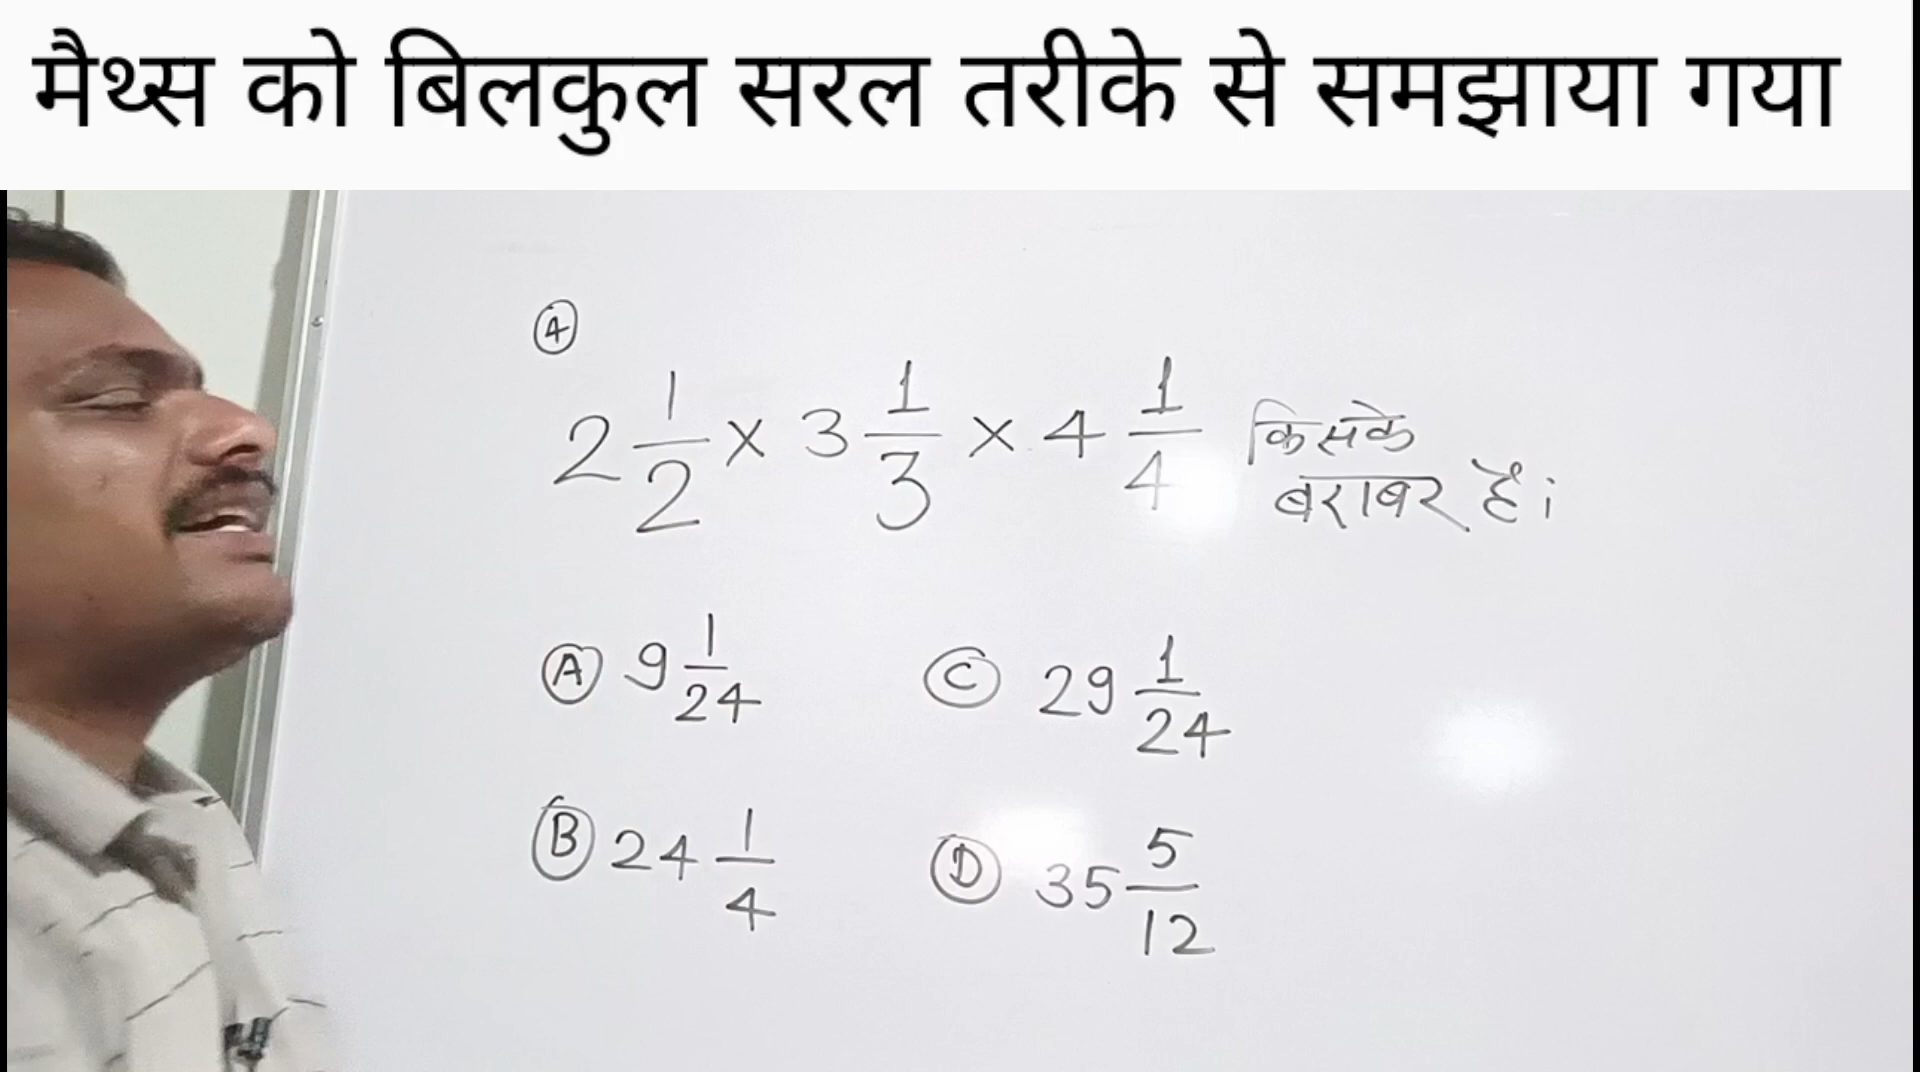 मैथ्स को बिलकुल सरल तरीके से समझाया गया
④
2 1/2 × 3 1/3 × 4 1/4 किसके
बराबर है;
Ⓐ 9 1/24
Ⓒ 29 1/24
Ⓑ 24 1/4
Ⓓ 35 5/12